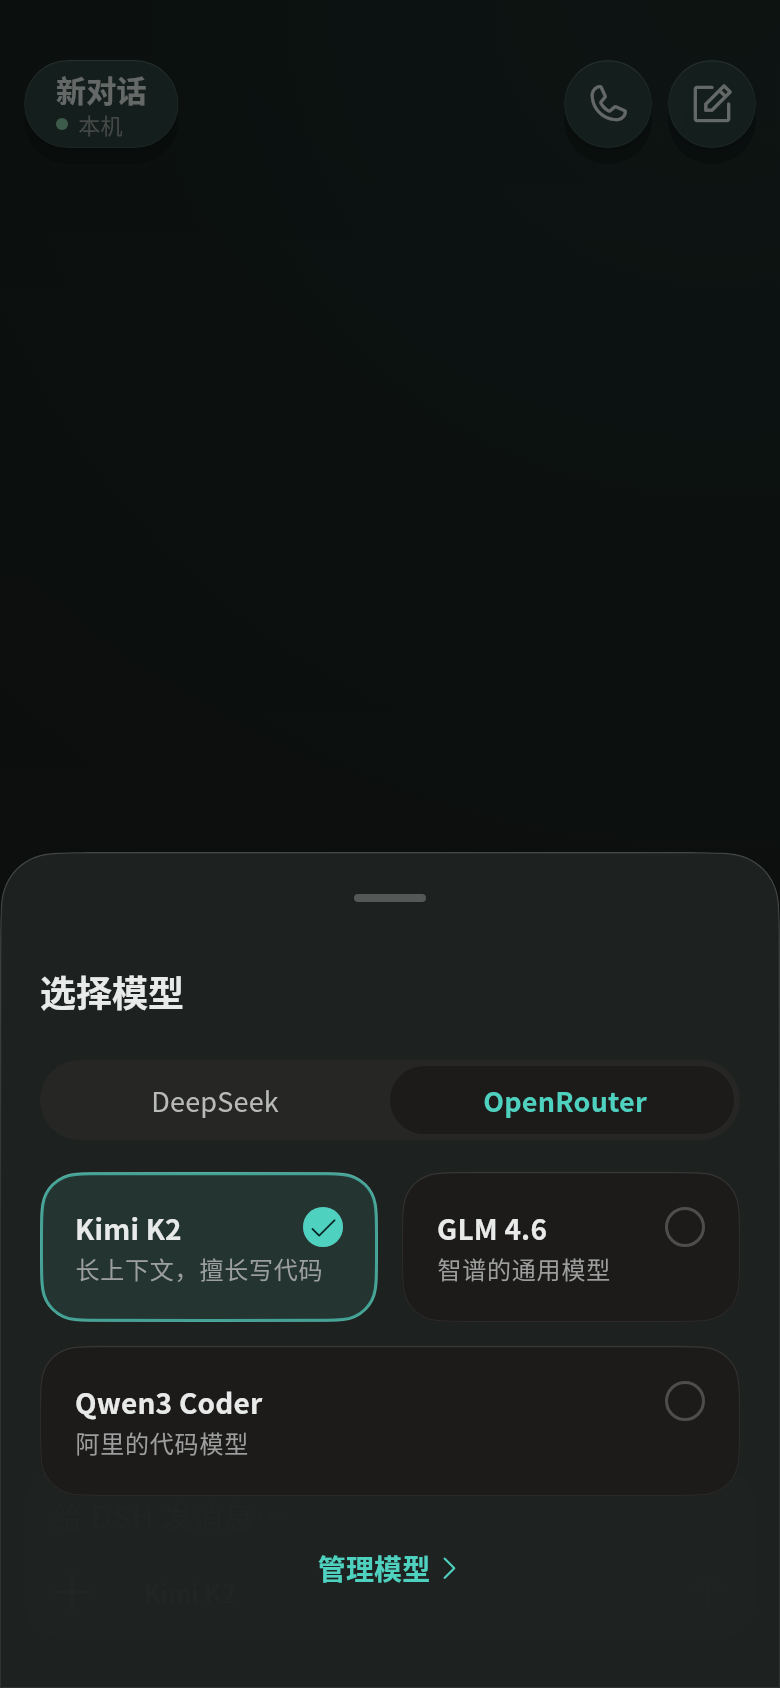 新对话
本机
选择模型
DeepSeek
OpenRouter
Kimi K2
长上下文，擅长写代码
GLM 4.6
智谱的通用模型
Qwen3 Coder
阿里的代码模型
管理模型
Kimi K2